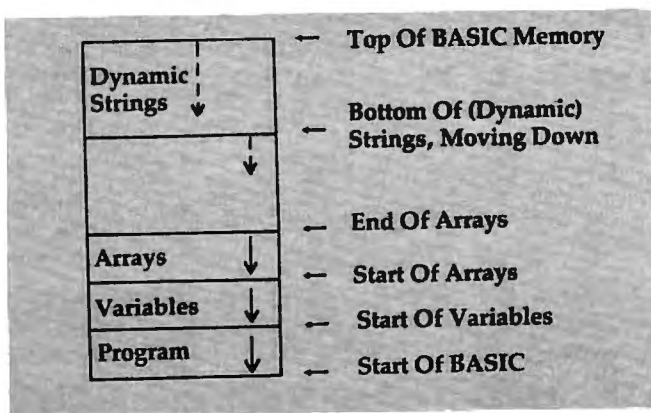 Top Of BASIC Memory
Dynamic
Strings
Bottom Of (Dynamic)
Strings, Moving Down
End Of Arrays
Arrays
Start Of Arrays
Variables
Start Of Variables
Program
Start Of BASIC